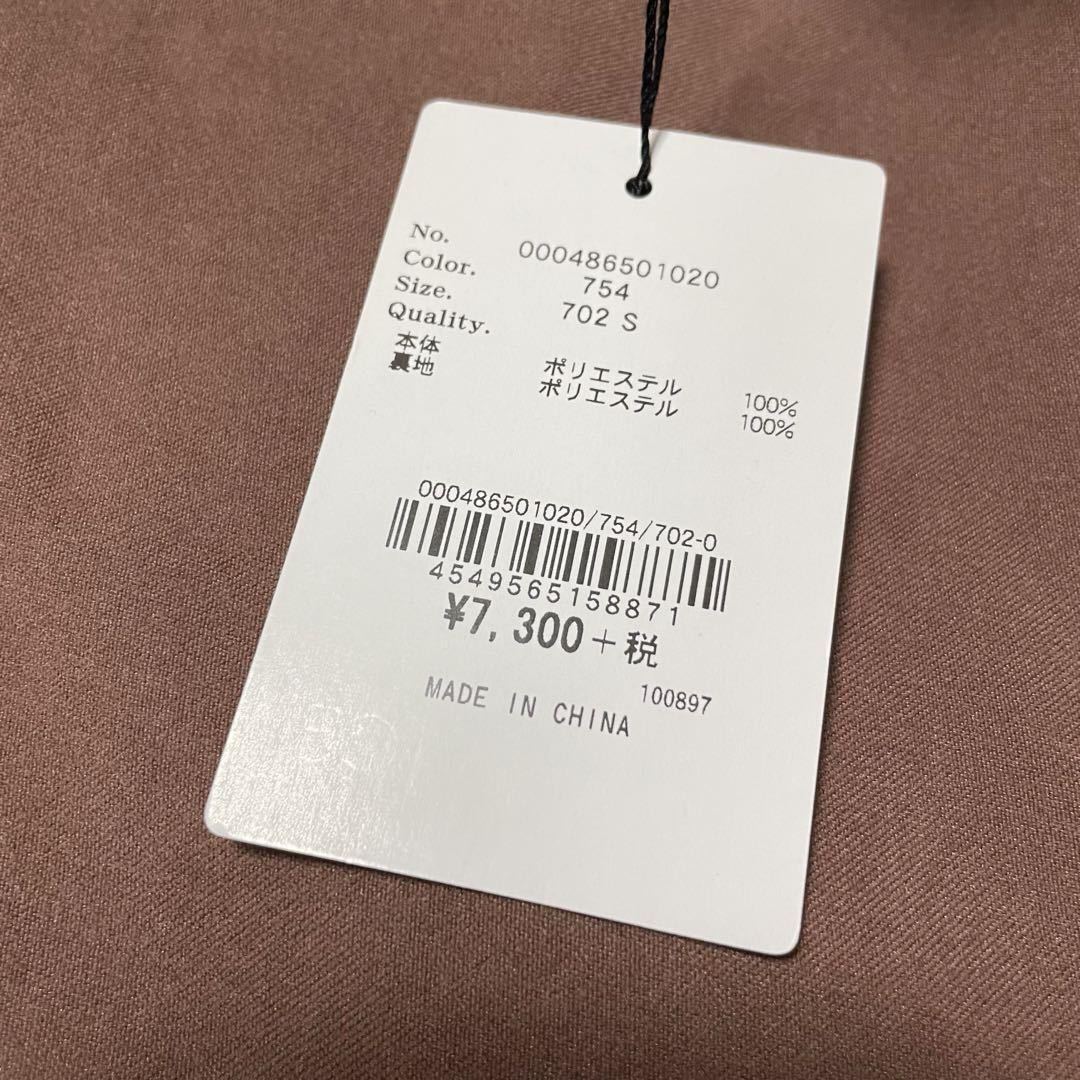 No. 000486501020
Color. 754
Size. 702 S
Quality.
本体 ポリエステル 100%
裏地 ポリエステル 100%
000486501020/754/702-0
4549565158871
¥7,300+税
100897
MADE IN CHINA